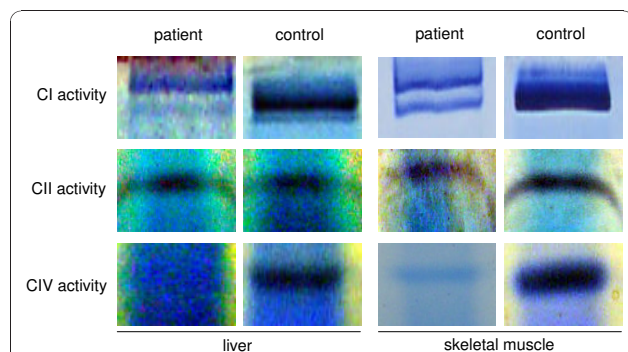 patient control patient control
CI activity
CII activity
CIV activity
liver skeletal muscle